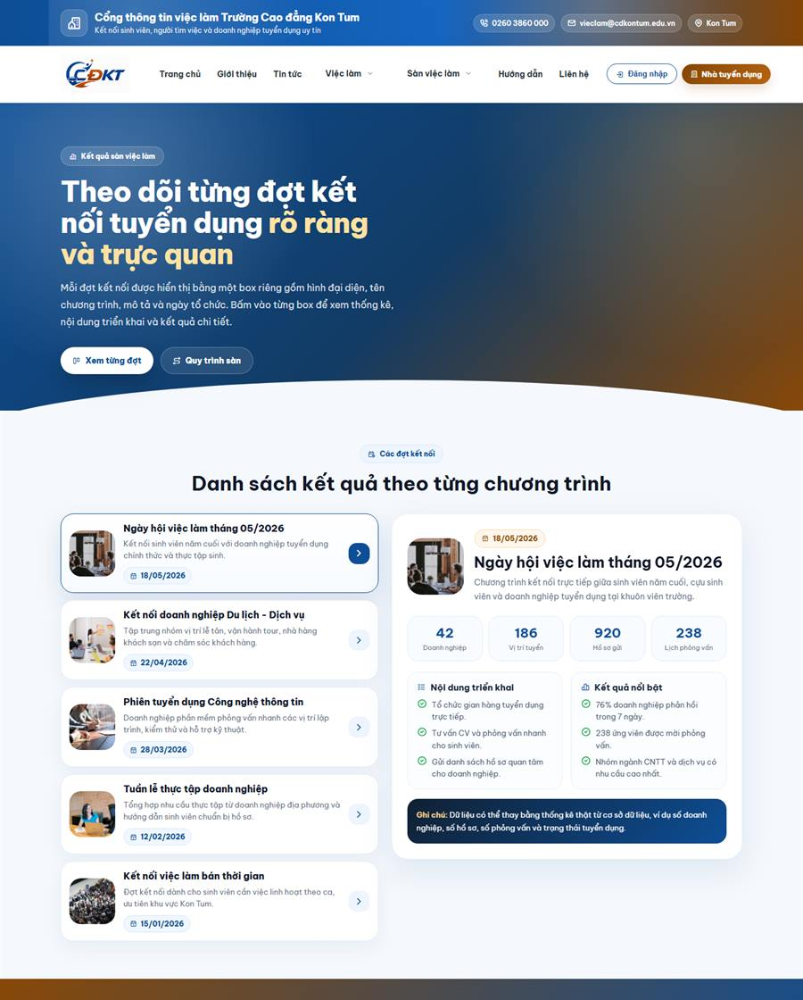 Cổng thông tin việc làm Trường Cao đẳng Kon Tum
Kết nối sinh viên, người tìm việc và doanh nghiệp tuyển dụng uy tín
0260 3860 000
vieclam@cdkontum.edu.vn
Kon Tum
CĐKT
Trang chủ
Giới thiệu
Tin tức
Việc làm
Sàn việc làm
Hướng dẫn
Liên hệ
Đăng nhập
Nhà tuyển dụng
Kết quả sàn việc làm
Theo dõi từng đợt kết
nối tuyển dụng rõ ràng
và trực quan
Mỗi đợt kết nối được hiển thị bằng một box riêng gồm hình đại diện, tên
chương trình, mô tả và ngày tổ chức. Bấm vào từng box để xem thống kê,
nội dung triển khai và kết quả chi tiết.
Xem từng đợt
Quy trình sàn
Các đợt kết nối
Danh sách kết quả theo từng chương trình
Ngày hội việc làm tháng 05/2026
Kết nối sinh viên năm cuối với doanh nghiệp tuyển dụng
chính thức và thực tập sinh.
18/05/2026
Kết nối doanh nghiệp Du lịch - Dịch vụ
Tập trung nhóm vị trí lễ tân, vận hành tour, nhà hàng
khách sạn và chăm sóc khách hàng.
22/04/2026
Phiên tuyển dụng Công nghệ thông tin
Doanh nghiệp phần mềm phỏng vấn nhanh các vị trí lập
trình, kiểm thử và hỗ trợ kỹ thuật.
28/03/2026
Tuần lễ thực tập doanh nghiệp
Tổng hợp nhu cầu thực tập từ doanh nghiệp địa phương và
hướng dẫn sinh viên chuẩn bị hồ sơ.
12/02/2026
Kết nối việc làm bán thời gian
Đợt kết nối dành cho sinh viên cần việc linh hoạt theo ca,
ưu tiên khu vực Kon Tum.
15/01/2026
18/05/2026
Ngày hội việc làm tháng 05/2026
Chương trình kết nối trực tiếp giữa sinh viên năm cuối, cựu sinh
viên và doanh nghiệp tuyển dụng tại khuôn viên trường.
42
Doanh nghiệp
186
Vị trí tuyển
920
Hồ sơ gửi
238
Lịch phỏng vấn
Nội dung triển khai
Tổ chức gian hàng tuyển dụng
trực tiếp.
Tư vấn CV và phỏng vấn nhanh
cho sinh viên.
Gửi danh sách hồ sơ quan tâm
cho doanh nghiệp.
Kết quả nổi bật
76% doanh nghiệp phản hồi
trong 7 ngày.
238 ứng viên được mời phỏng
vấn.
Nhóm ngành CNTT và dịch vụ có
nhu cầu cao nhất.
Ghi chú: Dữ liệu có thể thay bằng thống kê thật từ cơ sở dữ liệu, ví dụ số doanh
nghiệp, số hồ sơ, số phỏng vấn và trạng thái tuyển dụng.